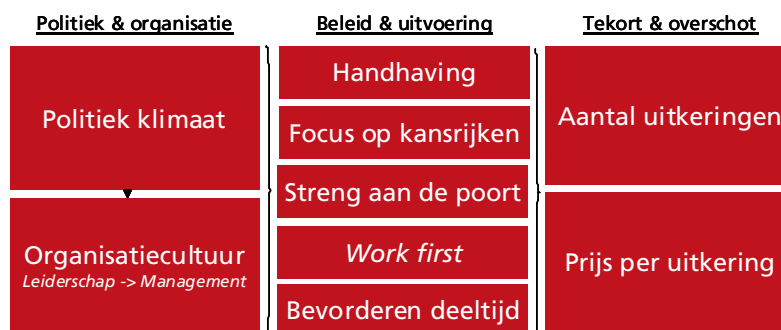 Politiek & organisatie
Politiek klimaat
Organisatiecultuur
Leiderschap -> Management
Beleid & uitvoering
Handhaving
Focus op kansrijken
Streng aan de poort
Work first
Bevorderen deeltijd
Tekort & overschot
Aantal uitkeringen
Prijs per uitkering